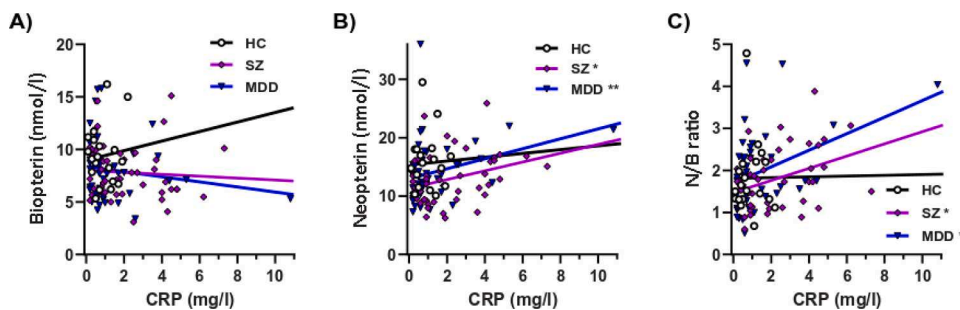 A)
Biopterin (nmol/l)
20
15
10
5
0
HC
SZ
MDD
0 2 4 6 8 10
CRP (mg/l)
B)
Neopterin (nmol/l)
30
20
10
0
HC
SZ *
MDD **
0 2 4 6 8 10
CRP (mg/l)
C)
N/B ratio
5
4
3
2
1
0
HC
SZ *
MDD
0 2 4 6 8 10
CRP (mg/l)